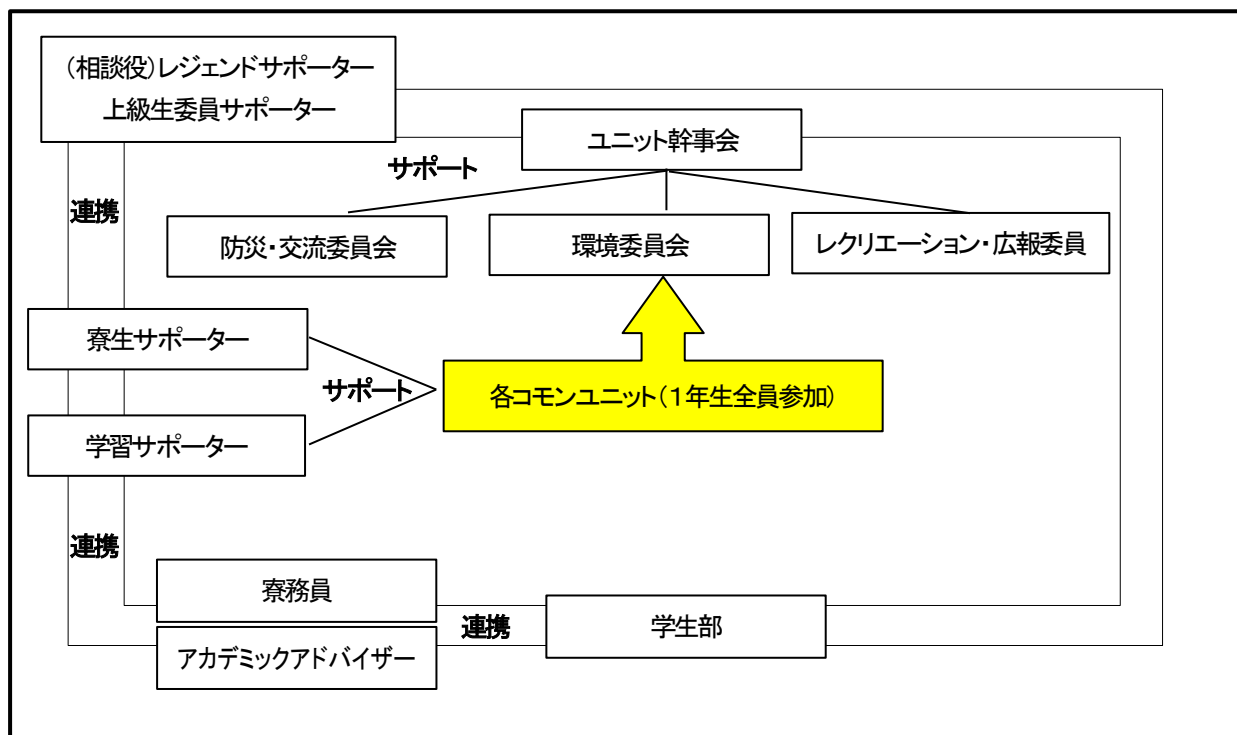 (相談役)レジェンドサポーター
上級生委員サポーター
ユニット幹事会
サポート
連携
防災・交流委員会
環境委員会
レクリエーション・広報委員
寮生サポーター
サポート
各コモンユニット(1年生全員参加)
学習サポーター
連携
寮務員
連携
学生部
アカデミックアドバイザー